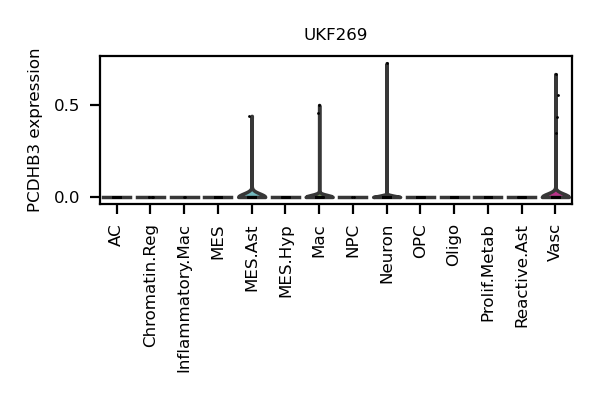 UKF269
PCDHB3 expression
0.5
0.0
AC
Chromatin.Reg
Inflammatory.Mac
MES
MES.Ast
MES.Hyp
Mac
NPC
Neuron
OPC
Oligo
Prolif.Metab
Reactive.Ast
Vasc